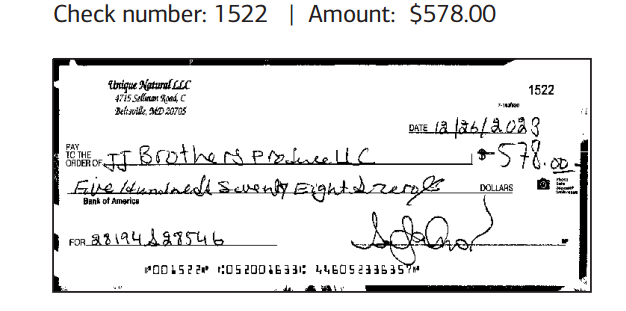 Check number: 1522 | Amount: $578.00
Unique Natural LLC
4715 Sellman Road, C
Beltsville, MD 20705
1522
DATE 12/26/2023
PAY TO THE ORDER OF JJ Brothers Produce LLC $ 578.00
Five Hundred Seventy Eight & zero/ DOLLARS
Bank of America
FOR 28194 & 28546
⑈001522⑈ ⑆052001633⑆ 446052336357⑈